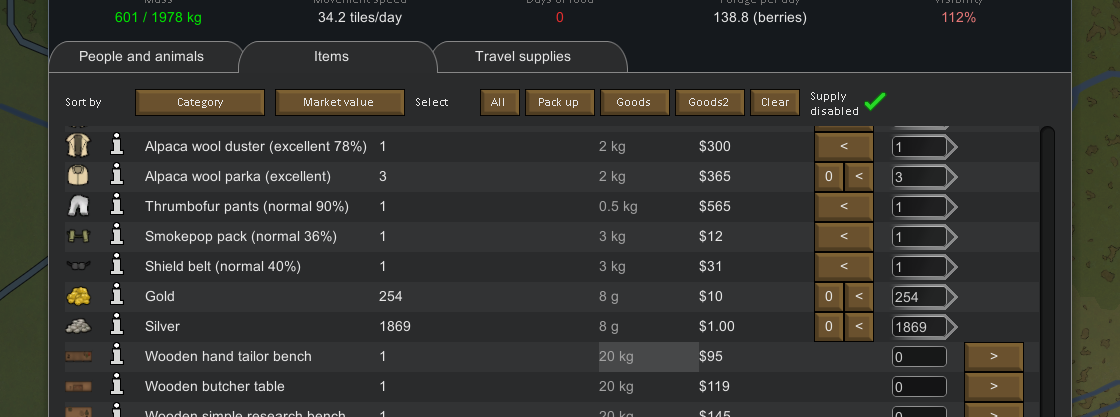 Mass Movement speed Days of food Forage per day Visibility
601 / 1978 kg 34.2 tiles/day 0 138.8 (berries) 112%
People and animals Items Travel supplies
Sort by Category Market value Select All Pack up Goods Goods2 Clear Supply
disabled
Alpaca wool duster (excellent 78%) 1 2 kg $300 < 1
Alpaca wool parka (excellent) 3 2 kg $365 0 < 3
Thrumbofur pants (normal 90%) 1 0.5 kg $565 < 1
Smokepop pack (normal 36%) 1 3 kg $12 < 1
Shield belt (normal 40%) 1 3 kg $31 < 1
Gold 254 8 g $10 0 < 254
Silver 1869 8 g $1.00 0 < 1869
Wooden hand tailor bench 1 20 kg $95 0 >
Wooden butcher table 1 20 kg $119 0 >
Wooden simple research bench 1 20 kg $145 0 >